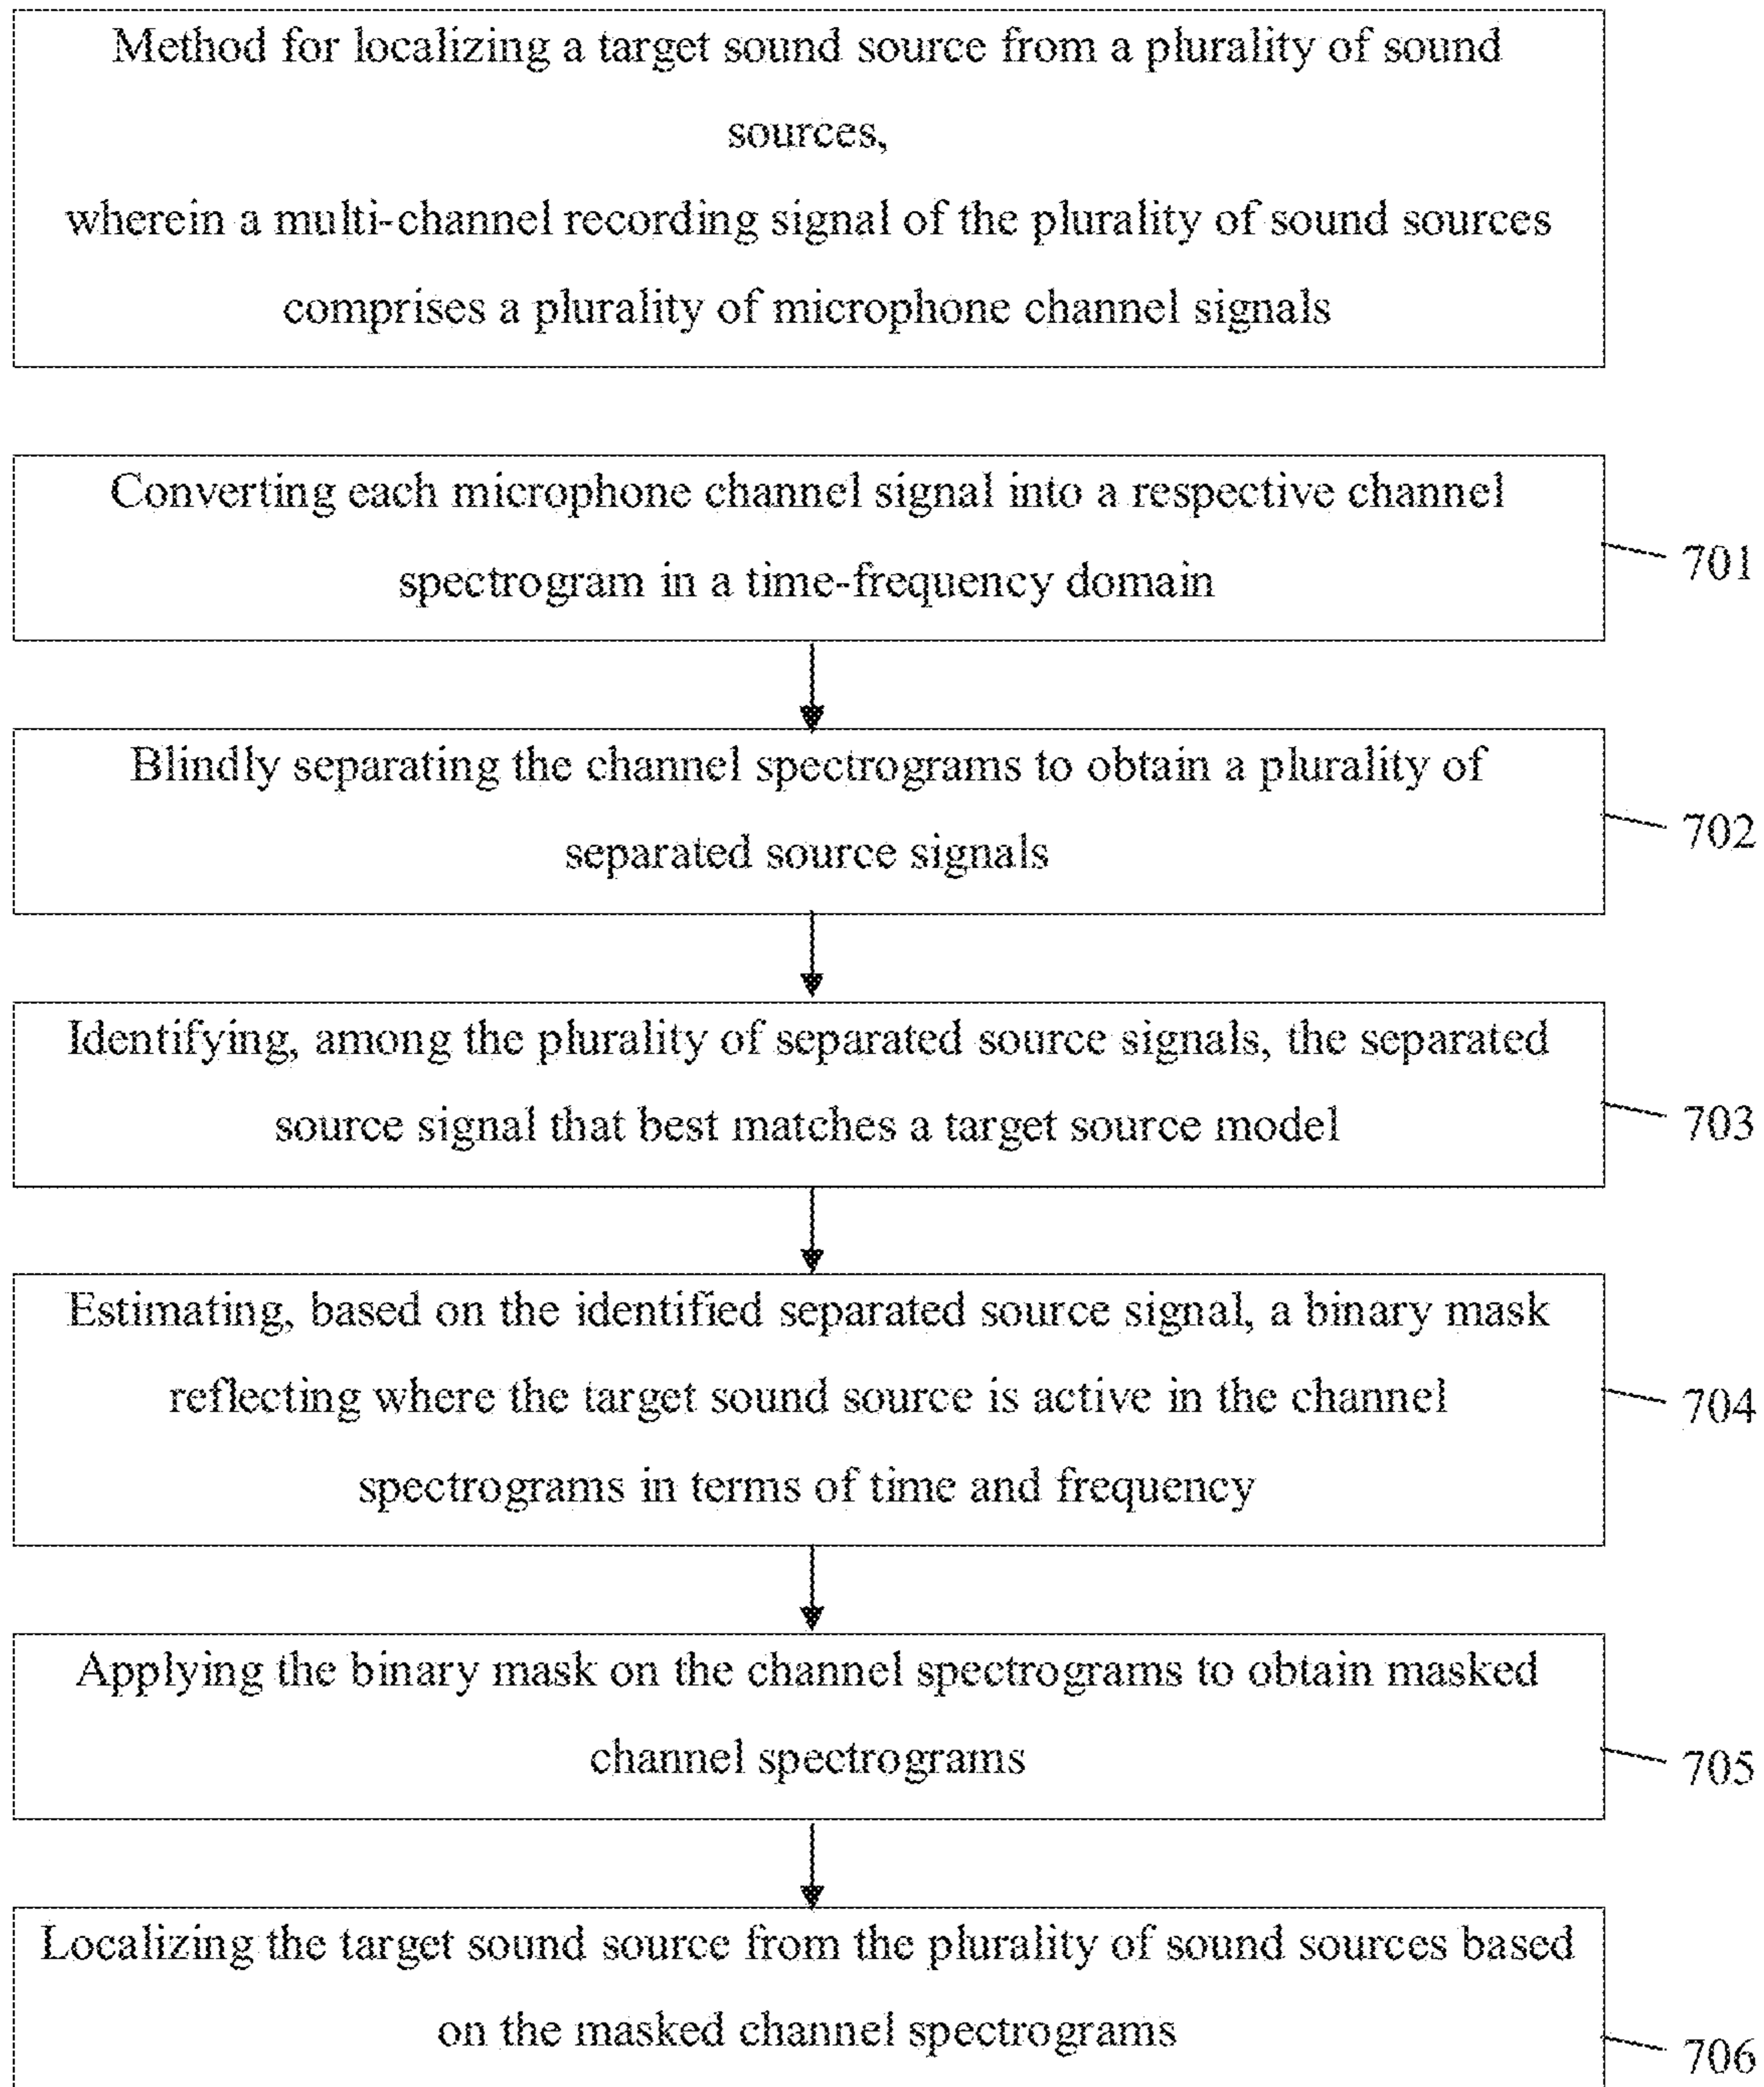 Method for localizing a target sound source from a plurality of sound
sources,
wherein a multi-channel recording signal of the plurality of sound sources
comprises a plurality of microphone channel signals
Converting each microphone channel signal into a respective channel
spectrogram in a time-frequency domain
701
Blindly separating the channel spectrograms to obtain a plurality of
separated source signals
702
Identifying, among the plurality of separated source signals, the separated
source signal that best matches a target source model
703
Estimating, based on the identified separated source signal, a binary mask
reflecting where the target sound source is active in the channel
spectrograms in terms of time and frequency
704
Applying the binary mask on the channel spectrograms to obtain masked
channel spectrograms
705
Localizing the target sound source from the plurality of sound sources based
on the masked channel spectrograms
706